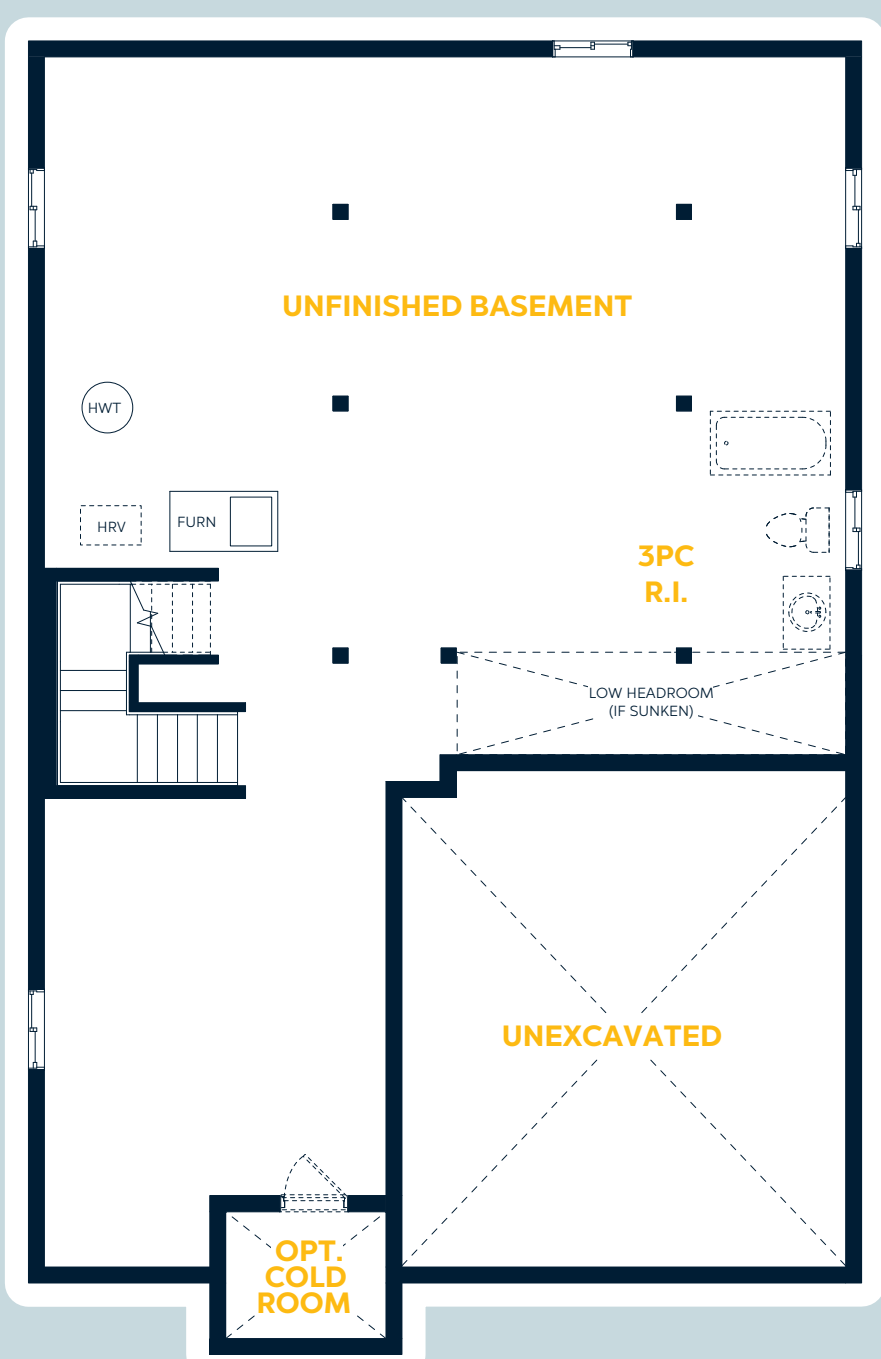 UNFINISHED BASEMENT
HWT
HRV
FURN
3PC
R.I.
LOW HEADROOM
(IF SUNKEN)
UNEXCAVATED
OPT.
COLD
ROOM